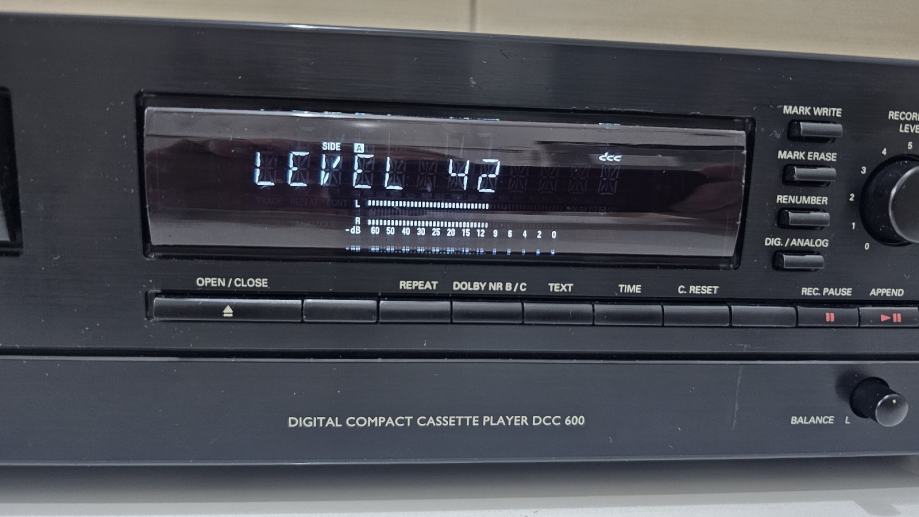 SIDE A
dcc
LEVEL 42
L
R
-dB 60 50 40 30 25 20 15 12 9 6 4 2 0
MARK WRITE
MARK ERASE
RENUMBER
DIG. / ANALOG
RECOR
LEVE
0 1 2 3 4 5
OPEN / CLOSE
REPEAT
DOLBY NR B / C
TEXT
TIME
C. RESET
REC. PAUSE
APPEND
DIGITAL COMPACT CASSETTE PLAYER DCC 600
BALANCE L